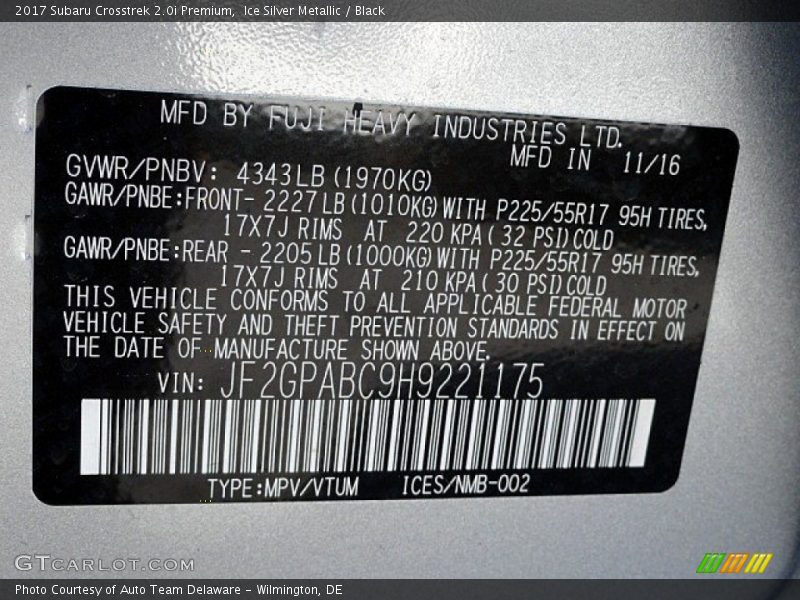 2017 Subaru Crosstrek 2.0i Premium,  Ice Silver Metallic / Black
MFD BY FUJI HEAVY INDUSTRIES LTD.
MFD IN 11/16
GVWR/PNBV: 4343LB (1970KG)
GAWR/PNBE:FRONT- 2227 LB (1010KG) WITH P225/55R17 95H TIRES,
17X7J RIMS AT 220 KPA ( 32 PSI) COLD
GAWR/PNBE:REAR - 2205 LB (1000KG) WITH P225/55R17 95H TIRES,
17X7J RIMS AT 210 KPA ( 30 PSI) COLD
THIS VEHICLE CONFORMS TO ALL APPLICABLE FEDERAL MOTOR
VEHICLE SAFETY AND THEFT PREVENTION STANDARDS IN EFFECT ON
THE DATE OF MANUFACTURE SHOWN ABOVE.
VIN: JF2GPABC9H9221175
TYPE:MPV/VTUM ICES/NMB-002
GTCARLOT.COM
Photo Courtesy of Auto Team Delaware - Wilmington, DE